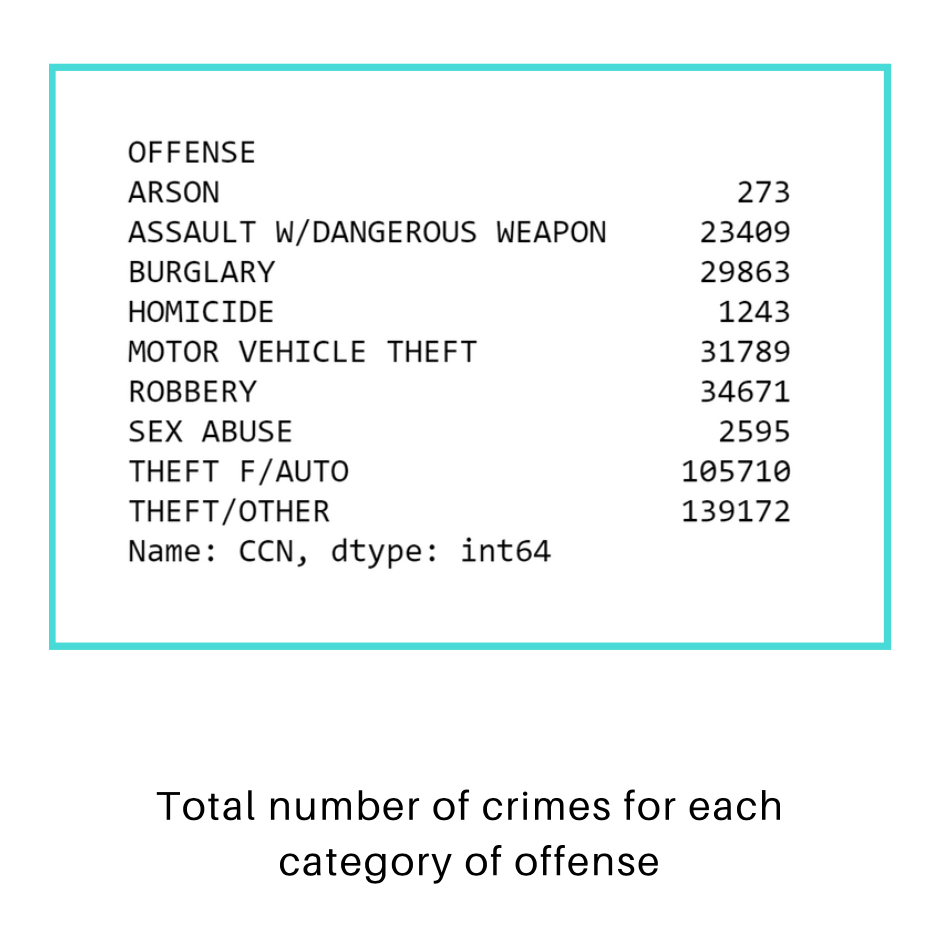 OFFENSE
ARSON 273
ASSAULT W/DANGEROUS WEAPON 23409
BURGLARY 29863
HOMICIDE 1243
MOTOR VEHICLE THEFT 31789
ROBBERY 34671
SEX ABUSE 2595
THEFT F/AUTO 105710
THEFT/OTHER 139172
Name: CCN, dtype: int64
Total number of crimes for each
category of offense